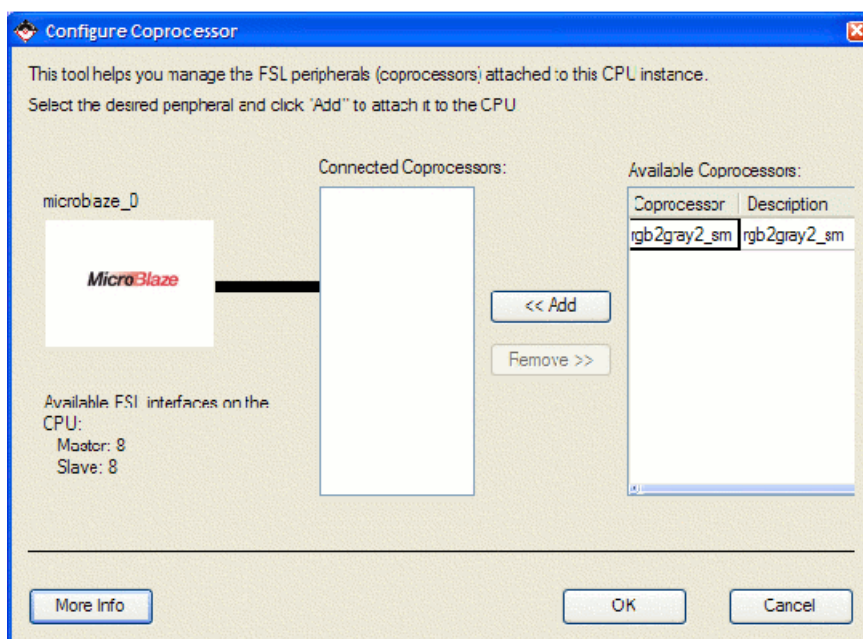 Configure Coprocessor
This tool helps you manage the FSL peripherals (coprocessors) attached to this CPU instance.
Select the desired peripheral and click "Add" to attach it to the CPU
Connected Coprocessors:
Available Coprocessors:
microblaze_0
Coprocessor Description
rgb2gray2_sm rgb2gray2_sm
MicroBlaze
<< Add
Remove >>
Available FSL interfaces on the
CPU:
Master: 8
Slave: 8
More Info
OK
Cancel